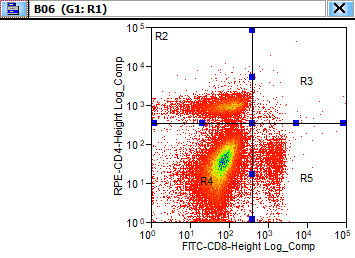 B06 (G1: R1)
R2
R3
R4
R5
10^5
10^4
10^3
10^2
10^1
10^0
RPE-CD4-Height Log_Comp
10^0 10^1 10^2 10^3 10^4 10^5
FITC-CD8-Height Log_Comp